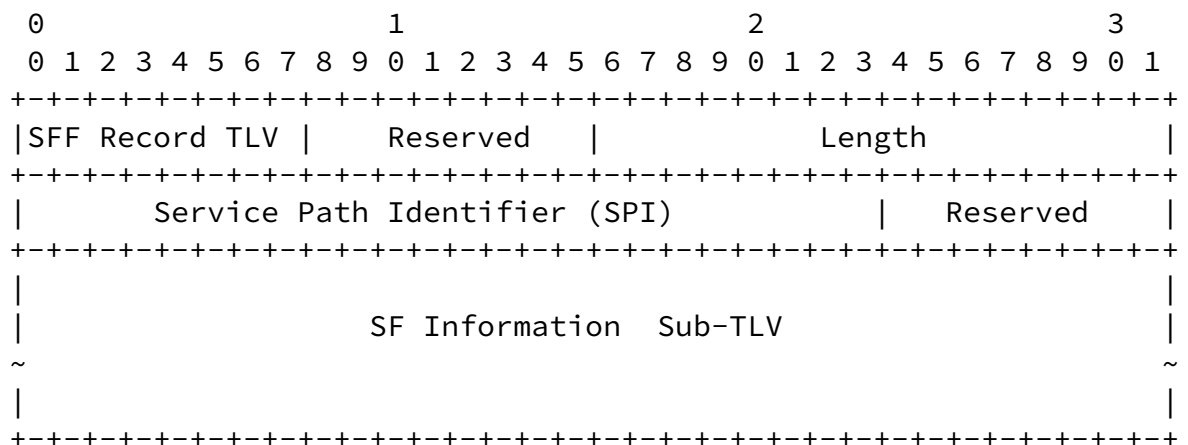 0                   1                   2                   3
 0 1 2 3 4 5 6 7 8 9 0 1 2 3 4 5 6 7 8 9 0 1 2 3 4 5 6 7 8 9 0 1
+-+-+-+-+-+-+-+-+-+-+-+-+-+-+-+-+-+-+-+-+-+-+-+-+-+-+-+-+-+-+-+-+
|SFF Record TLV |    Reserved   |            Length             |
+-+-+-+-+-+-+-+-+-+-+-+-+-+-+-+-+-+-+-+-+-+-+-+-+-+-+-+-+-+-+-+-+
|       Service Path Identifier (SPI)           |   Reserved    |
+-+-+-+-+-+-+-+-+-+-+-+-+-+-+-+-+-+-+-+-+-+-+-+-+-+-+-+-+-+-+-+-+
|                                                               |
|                   SF Information  Sub-TLV                     |
~                                                               ~
|                                                               |
+-+-+-+-+-+-+-+-+-+-+-+-+-+-+-+-+-+-+-+-+-+-+-+-+-+-+-+-+-+-+-+-+